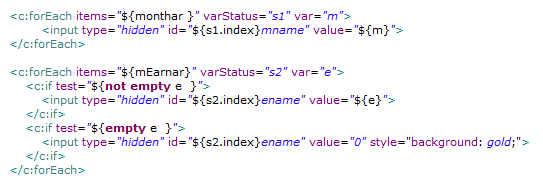 <c:forEach items="${monthar }" varStatus="s1" var="m">
<input type="hidden" id="${s1.index}mname" value="${m}">
</c:forEach>
<c:forEach items="${mEarnar}" varStatus="s2" var="e">
<c:if test="${not empty e  }">
<input type="hidden" id="${s2.index}ename" value="${e}">
</c:if>
<c:if test="${empty e  }">
<input type="hidden" id="${s2.index}ename" value="0" style="background: gold;">
</c:if>
</c:forEach>